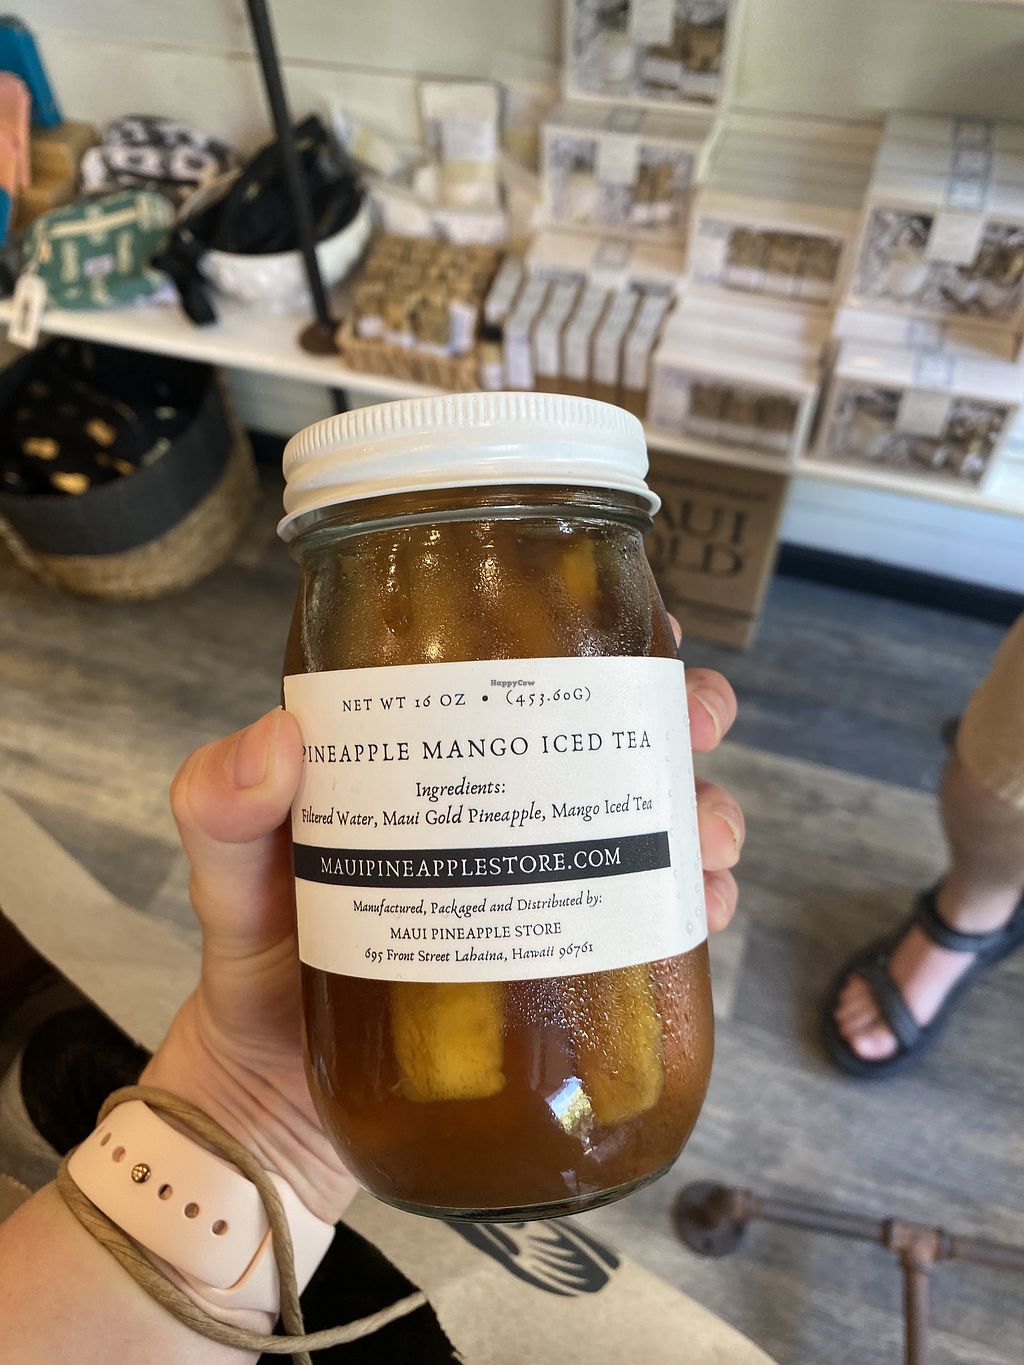 AUI
OLD
HappyCow
NET WT 16 OZ • (453.60G)
PINEAPPLE MANGO ICED TEA
Ingredients:
Filtered Water, Maui Gold Pineapple, Mango Iced Tea
MAUIPINEAPPLESTORE.COM
Manufactured, Packaged and Distributed by:
MAUI PINEAPPLE STORE
695 Front Street Lahaina, Hawaii 96761